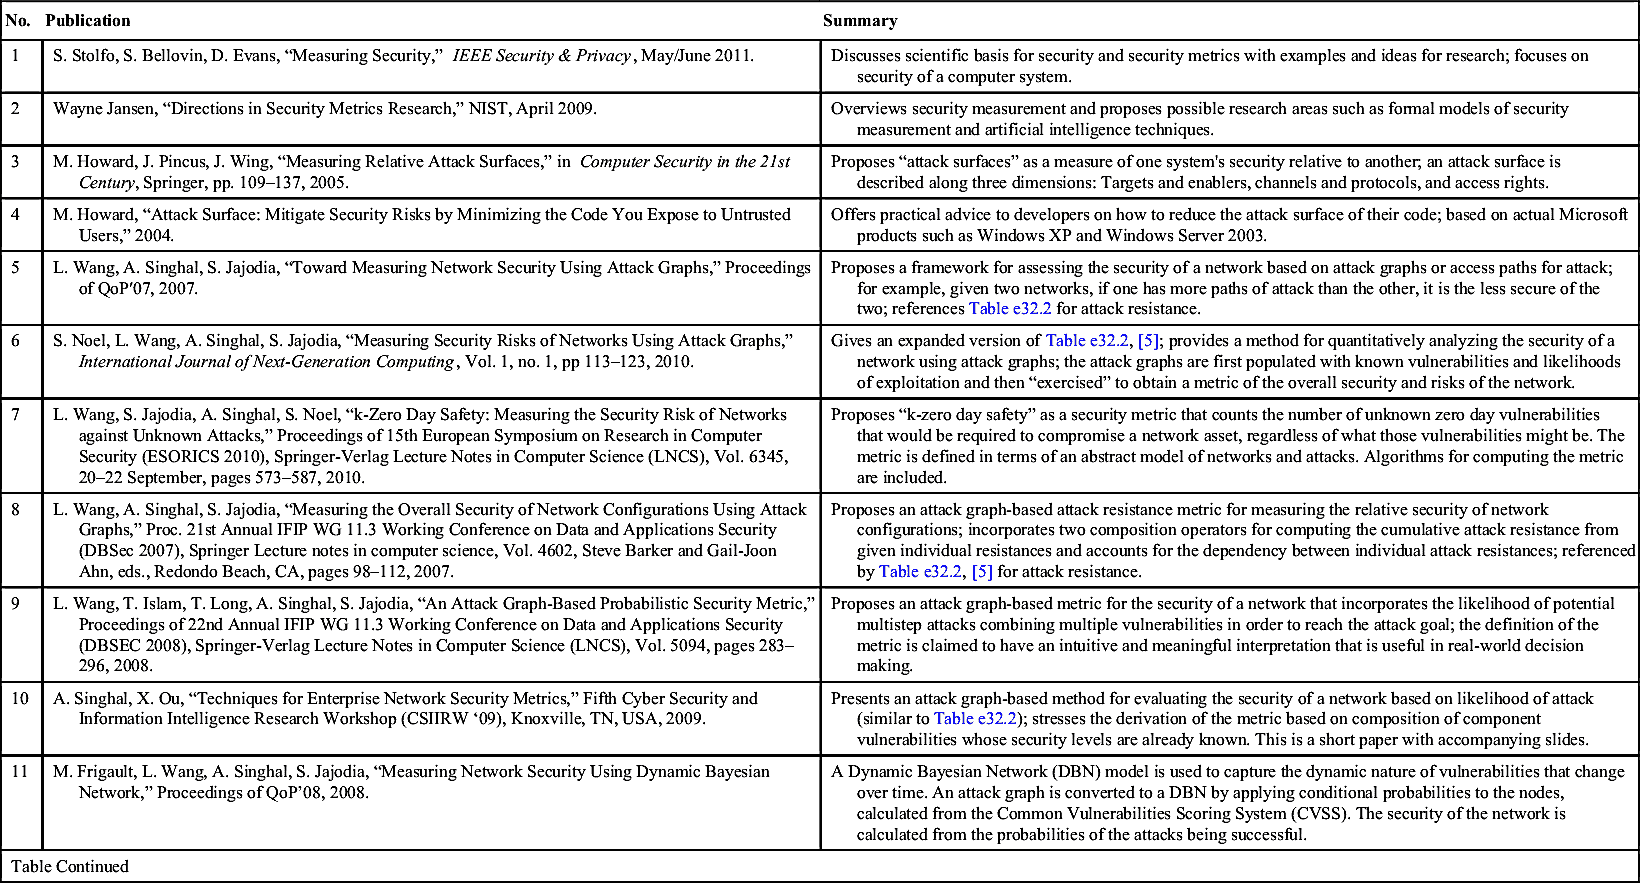 No. Publication Summary
1 S. Stolfo, S. Bellovin, D. Evans, “Measuring Security,” IEEE Security & Privacy, May/June 2011. Discusses scientific basis for security and security metrics with examples and ideas for research; focuses on
security of a computer system.
2 Wayne Jansen, “Directions in Security Metrics Research,” NIST, April 2009. Overviews security measurement and proposes possible research areas such as formal models of security
measurement and artificial intelligence techniques.
3 M. Howard, J. Pincus, J. Wing, “Measuring Relative Attack Surfaces,” in Computer Security in the 21st
Century, Springer, pp. 109–137, 2005.
Proposes “attack surfaces” as a measure of one system's security relative to another; an attack surface is
described along three dimensions: Targets and enablers, channels and protocols, and access rights.
4 M. Howard, “Attack Surface: Mitigate Security Risks by Minimizing the Code You Expose to Untrusted
Users,” 2004.
Offers practical advice to developers on how to reduce the attack surface of their code; based on actual Microsoft
products such as Windows XP and Windows Server 2003.
5 L. Wang, A. Singhal, S. Jajodia, “Toward Measuring Network Security Using Attack Graphs,” Proceedings
of QoP'07, 2007.
Proposes a framework for assessing the security of a network based on attack graphs or access paths for attack;
for example, given two networks, if one has more paths of attack than the other, it is the less secure of the
two; references Table e32.2 for attack resistance.
6 S. Noel, L. Wang, A. Singhal, S. Jajodia, “Measuring Security Risks of Networks Using Attack Graphs,”
International Journal of Next-Generation Computing, Vol. 1, no. 1, pp 113–123, 2010.
Gives an expanded version of Table e32.2, [5]; provides a method for quantitatively analyzing the security of a
network using attack graphs; the attack graphs are first populated with known vulnerabilities and likelihoods
of exploitation and then “exercised” to obtain a metric of the overall security and risks of the network.
7 L. Wang, S. Jajodia, A. Singhal, S. Noel, “k-Zero Day Safety: Measuring the Security Risk of Networks
against Unknown Attacks,” Proceedings of 15th European Symposium on Research in Computer
Security (ESORICS 2010), Springer-Verlag Lecture Notes in Computer Science (LNCS), Vol. 6345,
20–22 September, pages 573–587, 2010.
Proposes “k-zero day safety” as a security metric that counts the number of unknown zero day vulnerabilities
that would be required to compromise a network asset, regardless of what those vulnerabilities might be. The
metric is defined in terms of an abstract model of networks and attacks. Algorithms for computing the metric
are included.
8 L. Wang, A. Singhal, S. Jajodia, “Measuring the Overall Security of Network Configurations Using Attack
Graphs,” Proc. 21st Annual IFIP WG 11.3 Working Conference on Data and Applications Security
(DBSec 2007), Springer Lecture notes in computer science, Vol. 4602, Steve Barker and Gail-Joon
Ahn, eds., Redondo Beach, CA, pages 98–112, 2007.
Proposes an attack graph-based attack resistance metric for measuring the relative security of network
configurations; incorporates two composition operators for computing the cumulative attack resistance from
given individual resistances and accounts for the dependency between individual attack resistances; referenced
by Table e32.2, [5] for attack resistance.
9 L. Wang, T. Islam, T. Long, A. Singhal, S. Jajodia, “An Attack Graph-Based Probabilistic Security Metric,”
Proceedings of 22nd Annual IFIP WG 11.3 Working Conference on Data and Applications Security
(DBSEC 2008), Springer-Verlag Lecture Notes in Computer Science (LNCS), Vol. 5094, pages 283–
296, 2008.
Proposes an attack graph-based metric for the security of a network that incorporates the likelihood of potential
multistep attacks combining multiple vulnerabilities in order to reach the attack goal; the definition of the
metric is claimed to have an intuitive and meaningful interpretation that is useful in real-world decision
making.
10 A. Singhal, X. Ou, “Techniques for Enterprise Network Security Metrics,” Fifth Cyber Security and
Information Intelligence Research Workshop (CSIIRW ‘09), Knoxville, TN, USA, 2009.
Presents an attack graph-based method for evaluating the security of a network based on likelihood of attack
(similar to Table e32.2); stresses the derivation of the metric based on composition of component
vulnerabilities whose security levels are already known. This is a short paper with accompanying slides.
11 M. Frigault, L. Wang, A. Singhal, S. Jajodia, “Measuring Network Security Using Dynamic Bayesian
Network,” Proceedings of QoP’08, 2008.
A Dynamic Bayesian Network (DBN) model is used to capture the dynamic nature of vulnerabilities that change
over time. An attack graph is converted to a DBN by applying conditional probabilities to the nodes,
calculated from the Common Vulnerabilities Scoring System (CVSS). The security of the network is
calculated from the probabilities of the attacks being successful.
Table Continued